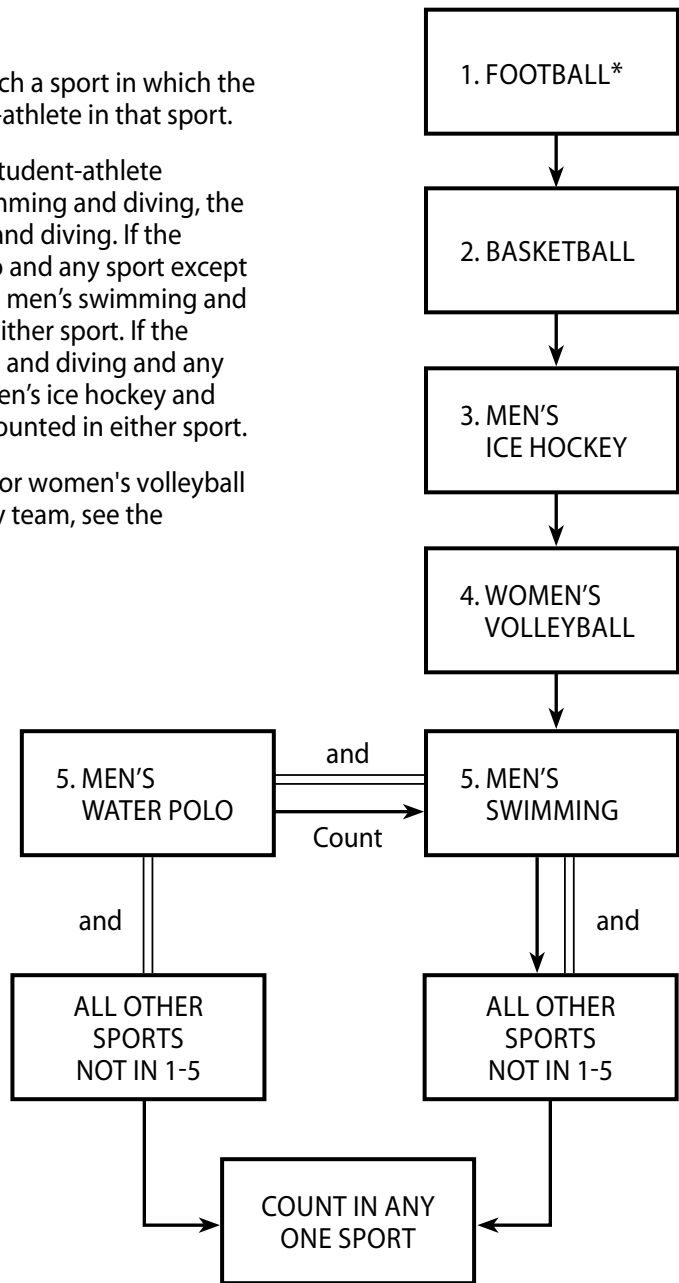 ch a sport in which the
-athlete in that sport.
tudent-athlete
nming and diving, the
and diving. If the
o and any sport except
men's swimming and
ither sport. If the
and diving and any
en's ice hockey and
ounted in either sport.
or women's volleyball
y team, see the
1. FOOTBALL*
2. BASKETBALL
3. MEN'S
ICE HOCKEY
4. WOMEN'S
VOLLEYBALL
5. MEN'S
WATER POLO
and
Count
5. MEN'S
SWIMMING
and
and
ALL OTHER
SPORTS
NOT IN 1-5
ALL OTHER
SPORTS
NOT IN 1-5
COUNT IN ANY
ONE SPORT